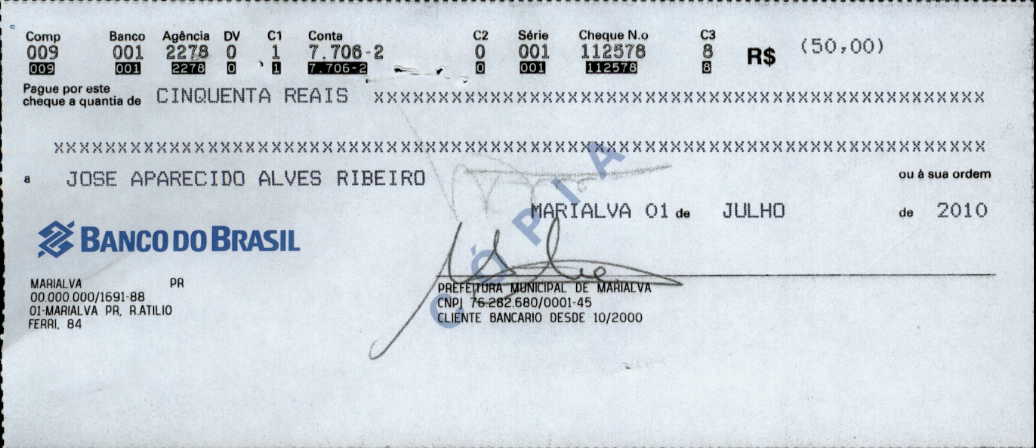 Comp Banco Agência DV C1 Conta C2 Série Cheque N.o C3
009 001 2278 0 1 7.706-2 0 001 112578 8 R$ (50,00)
009 001 2278 0 1 7.706-2 0 001 112578 8
Pague por este
cheque a quantia de CINQUENTA REAIS XXXXXXXXXXXXXXXXXXXXXXXXXXXXXXXXXXXXXXXXXXXXXXXXXXXX
XXXXXXXXXXXXXXXXXXXXXXXXXXXXXXXXXXXXXXXXXXXXXXXXXXXXXXXXXXXXXXXXXXXXXXXXXXXXXXX
a JOSE APARECIDO ALVES RIBEIRO ou à sua ordem
MARIALVA 01 de JULHO de 2010
CÓPIA
BANCO DO BRASIL
MARIALVA PR
00.000.000/1691-88
01-MARIALVA PR, R.ATILIO
FERRI, 84
PREFEITURA MUNICIPAL DE MARIALVA
CNPJ 76.282.680/0001-45
CLIENTE BANCARIO DESDE 10/2000